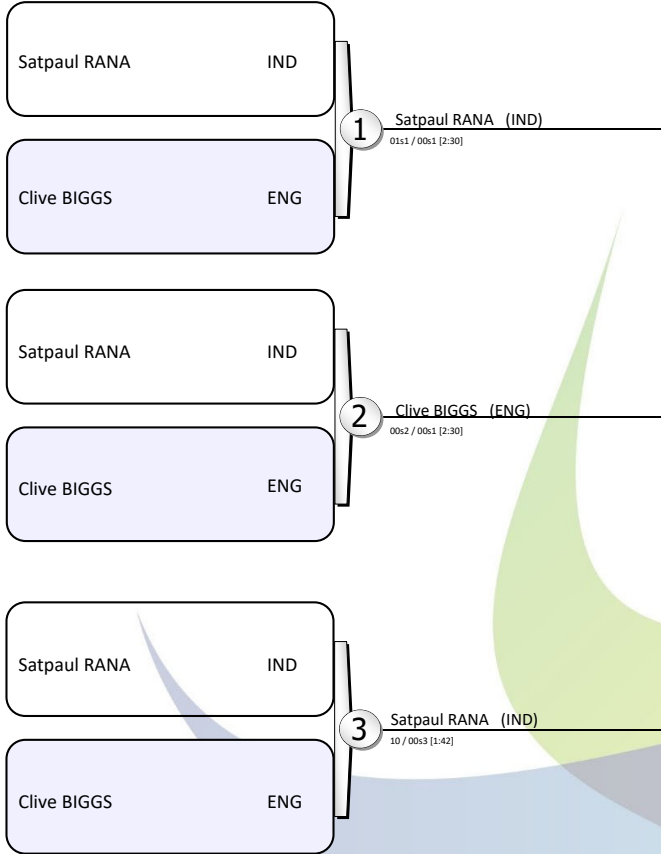 Satpaul RANA IND
1 Satpaul RANA (IND)
01s1 / 00s1 [2:30]
Clive BIGGS ENG
Satpaul RANA IND
2 Clive BIGGS (ENG)
00s2 / 00s1 [2:30]
Clive BIGGS ENG
Satpaul RANA IND
3 Satpaul RANA (IND)
10 / 00s3 [1:42]
Clive BIGGS ENG